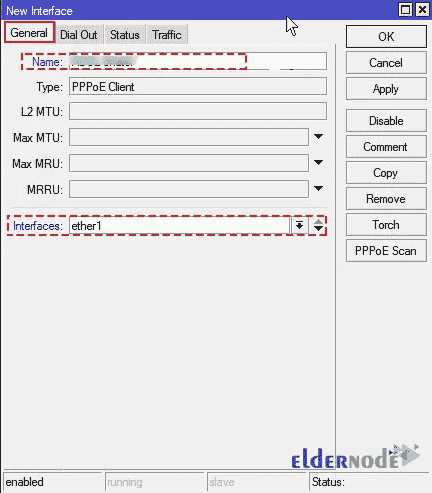 New Interface
General Dial Out Status Traffic
Name:
Type: PPPoE Client
L2 MTU:
Max MTU:
Max MRU:
MRRU:
Interfaces: ether1
OK
Cancel
Apply
Disable
Comment
Copy
Remove
Torch
PPPoE Scan
ELDERNODE
enabled running slave Status: